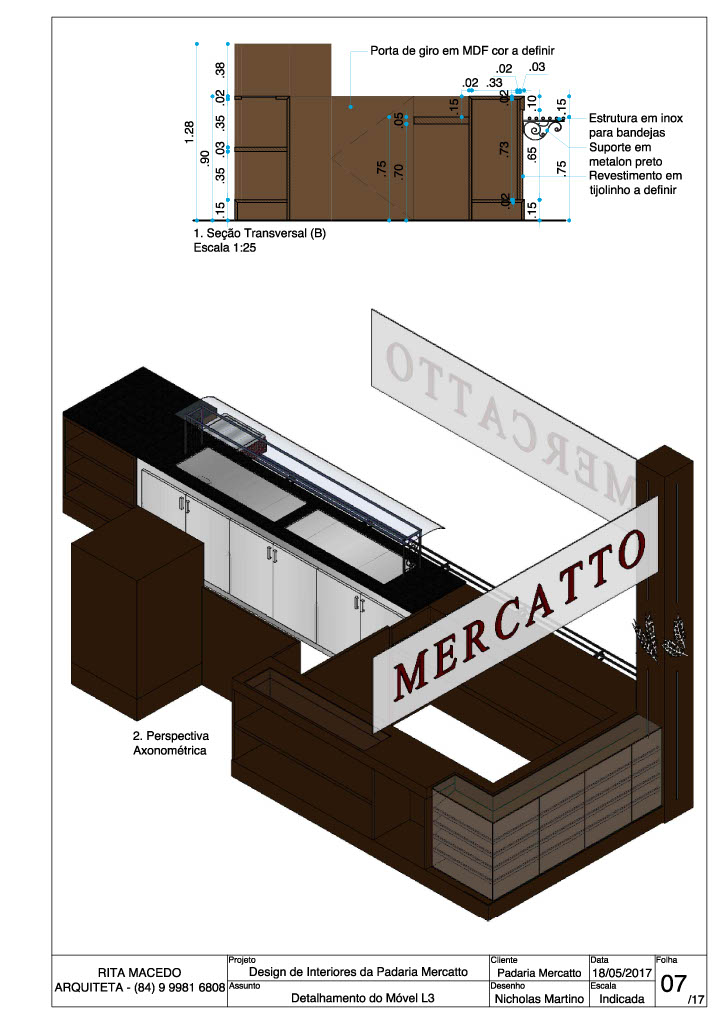 Porta de giro em MDF cor a definir
.02
.03
.02
.33
.38
.02
.35
.03
.35
.15
1.28
.90
.05
.75
.70
.15
.02
.73
.02
.10
.65
.15
.15
.75
Estrutura em inox
para bandejas
Suporte em
metalon preto
Revestimento em
tijolinho a definir
1. Seção Transversal (B)
Escala 1:25
MERCATTO
MERCATTO
2. Perspectiva
Axonométrica
RITA MACEDO
ARQUITETA - (84) 9 9981 6808
Projeto
Design de Interiores da Padaria Mercatto
Assunto
Detalhamento do Móvel L3
Cliente
Padaria Mercatto
Desenho
Nicholas Martino
Data
18/05/2017
Escala
Indicada
Folha
07
/17